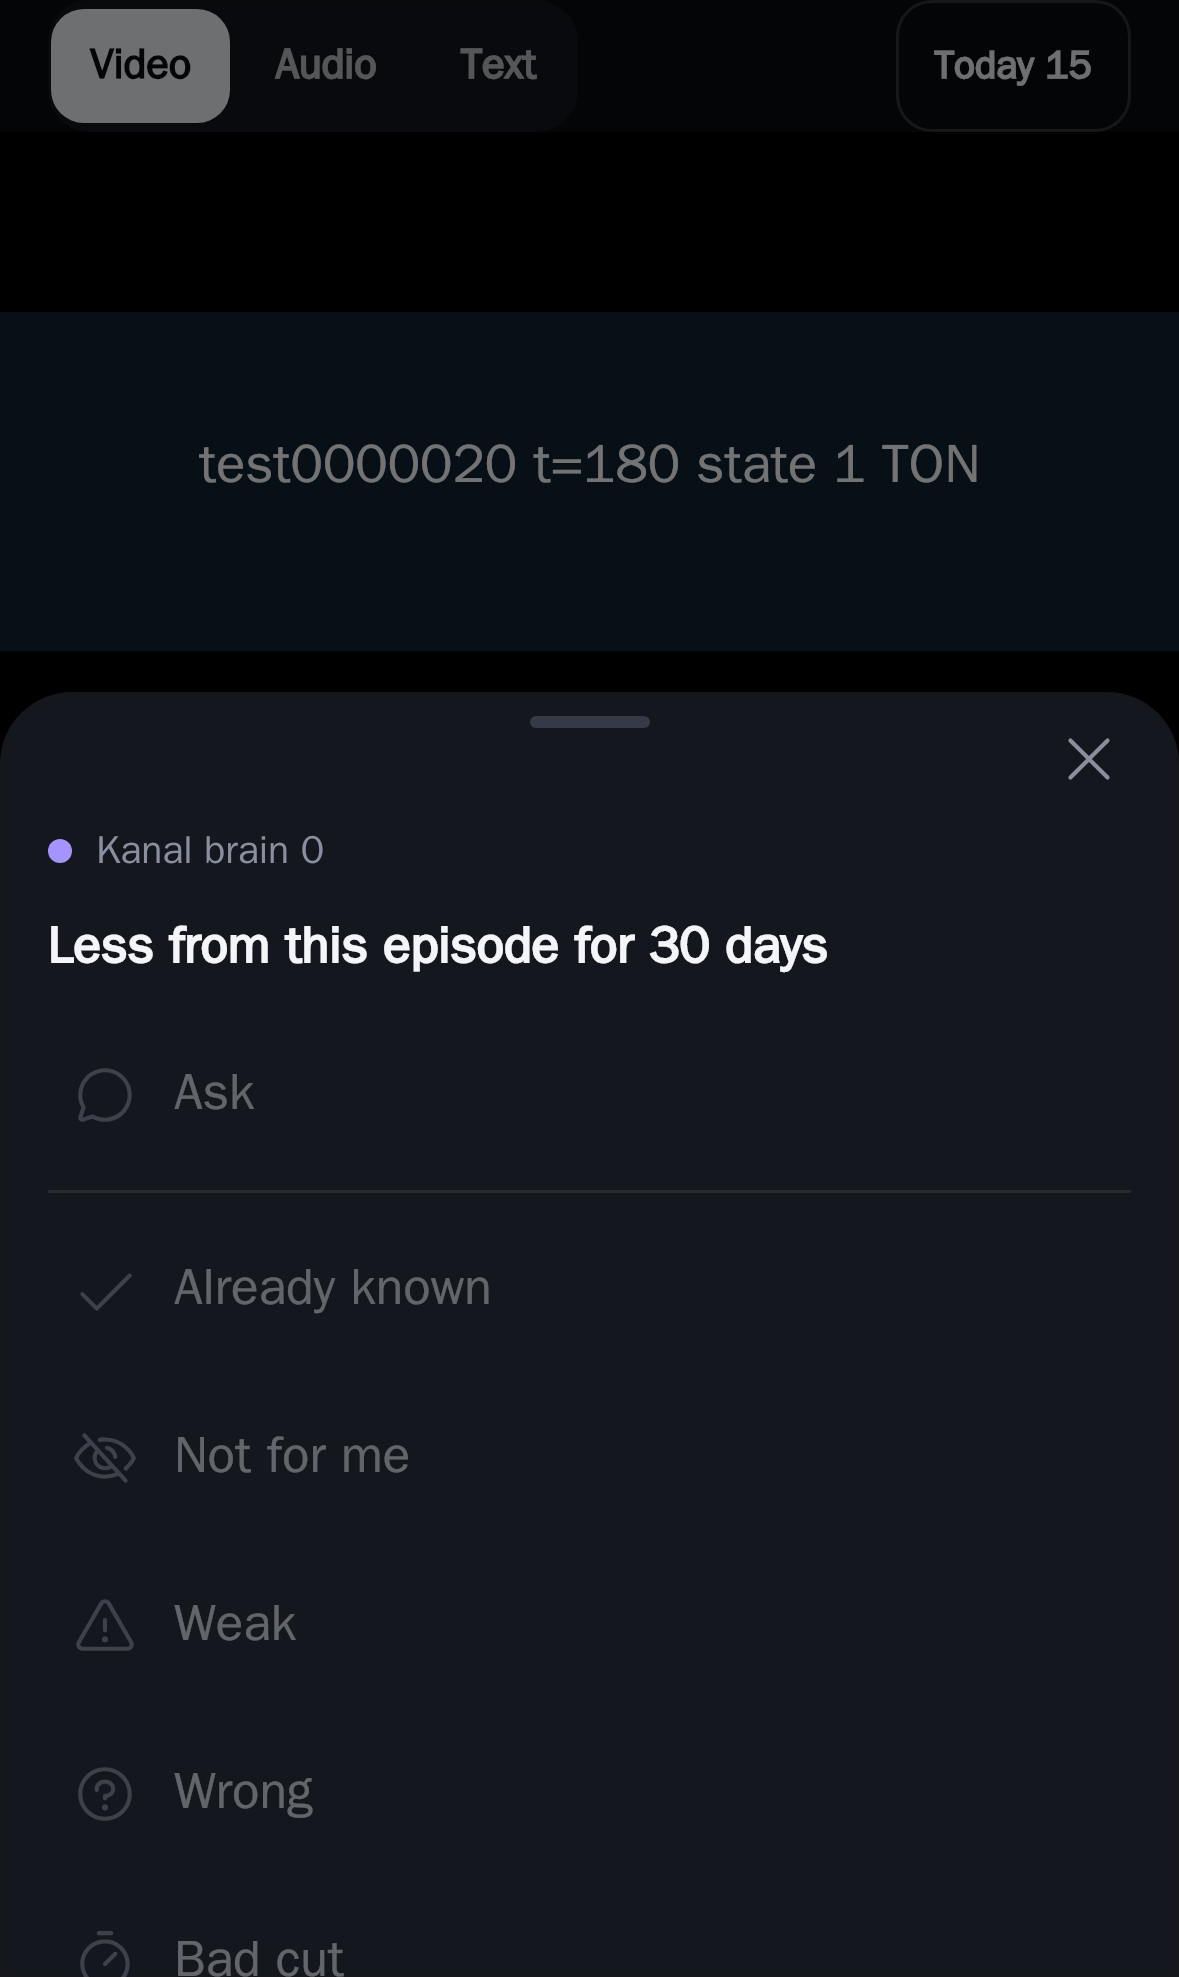 Video Audio Text Today 15
test0000020 t=180 state 1 TON
Kanal brain 0
Less from this episode for 30 days
Ask
Already known
Not for me
Weak
Wrong
Bad cut